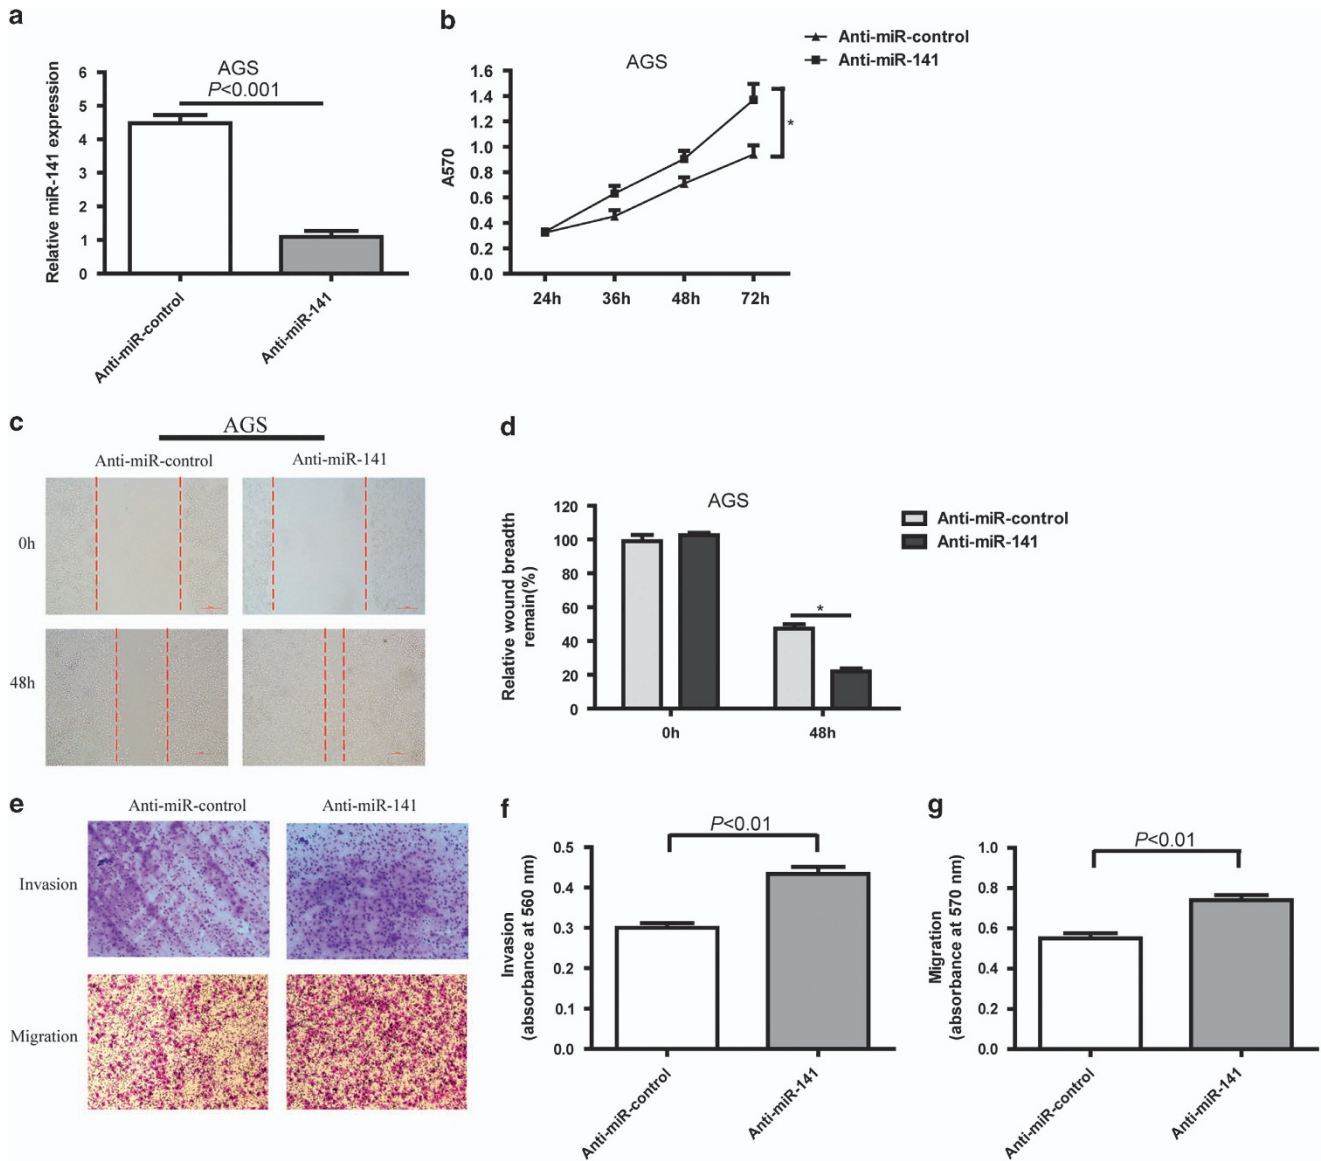 a
AGS
P<0.001
Relative miR-141 expression
6
5
4
3
2
1
0
Anti-miR-control
Anti-miR-141
b
Anti-miR-control
Anti-miR-141
AGS
A570
1.6
1.4
1.2
1.0
0.8
0.6
0.4
0.2
0.0
*
24h
36h
48h
72h
c
AGS
Anti-miR-control
Anti-miR-141
0h
48h
d
AGS
Anti-miR-control
Anti-miR-141
Relative wound breadth
remain(%)
120
100
80
60
40
20
0
*
0h
48h
e
Anti-miR-control
Anti-miR-141
Invasion
Migration
f
P<0.01
Invasion
(absorbance at 560 nm)
0.5
0.4
0.3
0.2
0.1
0.0
Anti-miR-control
Anti-miR-141
g
P<0.01
Migration
(absorbance at 570 nm)
1.0
0.8
0.6
0.4
0.2
0.0
Anti-miR-control
Anti-miR-141